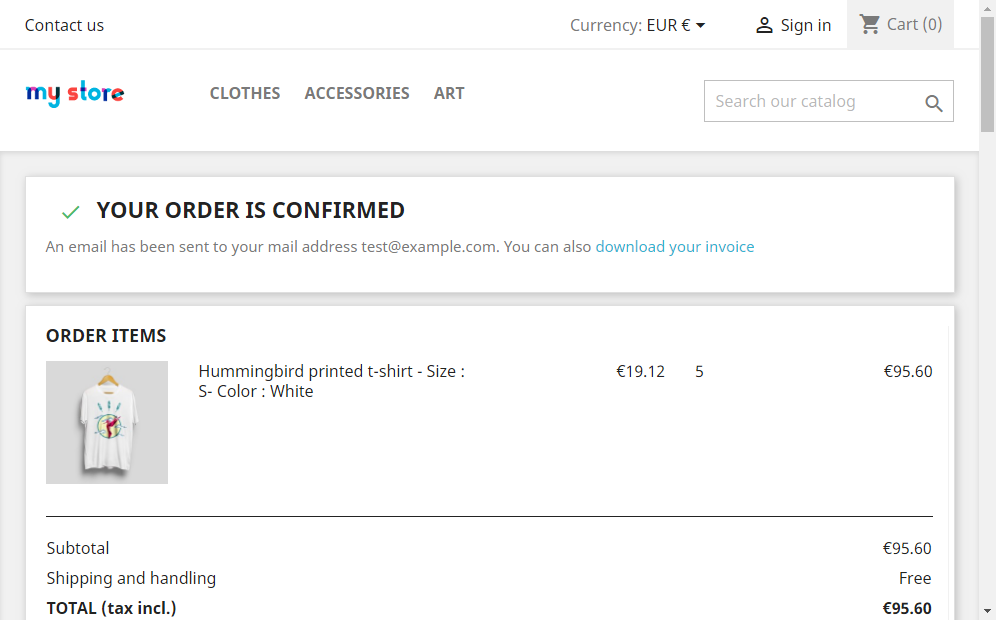 Contact us
Currency: EUR €
Sign in
Cart (0)
my store
CLOTHES
ACCESSORIES
ART
Search our catalog
YOUR ORDER IS CONFIRMED
An email has been sent to your mail address test@example.com. You can also download your invoice
ORDER ITEMS
Hummingbird printed t-shirt - Size :
S- Color : White
€19.12
5
€95.60
Subtotal
€95.60
Shipping and handling
Free
TOTAL (tax incl.)
€95.60